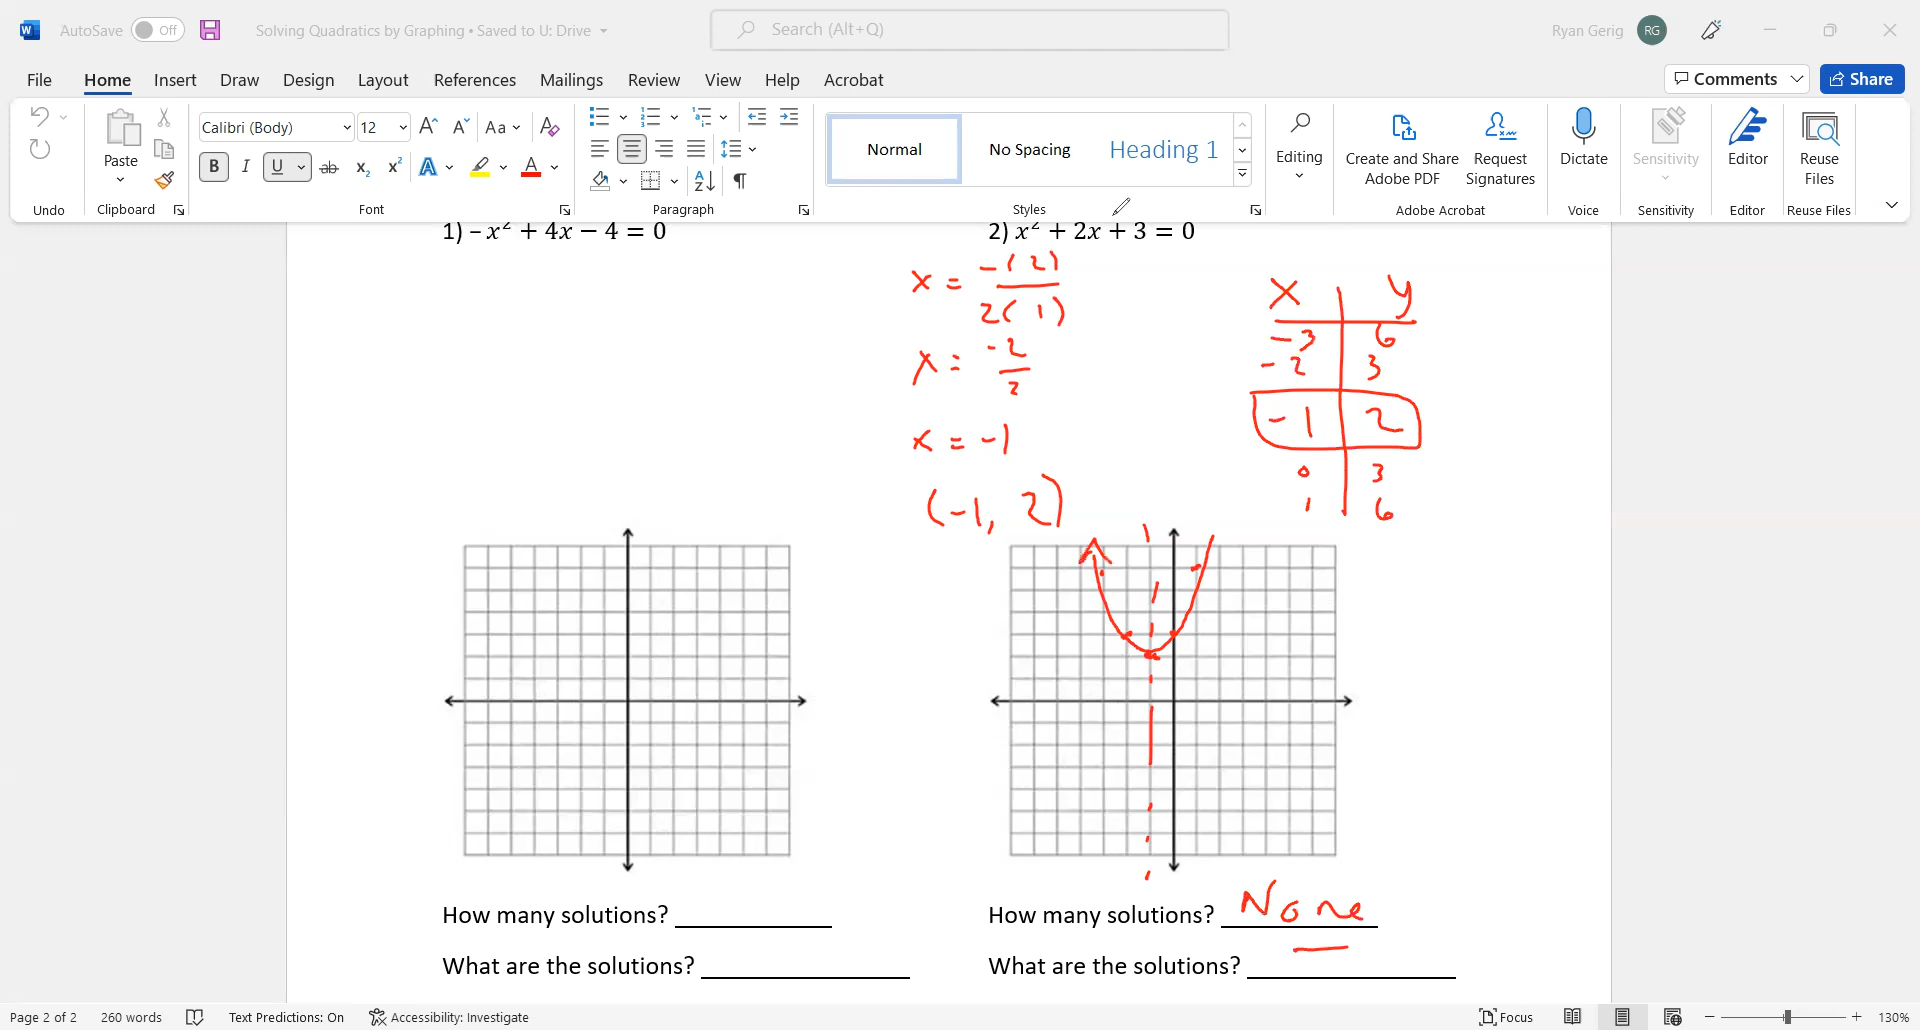 AutoSave Off Solving Quadratics by Graphing • Saved to U: Drive Search (Alt+Q) Ryan Gerig RG
File Home Insert Draw Design Layout References Mailings Review View Help Acrobat Comments Share
Calibri (Body) 12 Aa
Paste B I U ab x₂ x² A A
Normal No Spacing Heading 1
Editing Create and Share Adobe PDF Request Signatures Dictate Sensitivity Editor Reuse Files
Undo Clipboard Font Paragraph Styles Adobe Acrobat Voice Sensitivity Editor Reuse Files
1) – x² + 4x − 4 = 0
2) x² + 2x + 3 = 0
x = -(2)
2(1)
x = -2
2
x = -1
(-1, 2)
x y
-3 6
-2 3
-1 2
0 3
1 6
How many solutions?
What are the solutions?
How many solutions? None
What are the solutions?
Page 2 of 2 260 words Text Predictions: On Accessibility: Investigate Focus 130%